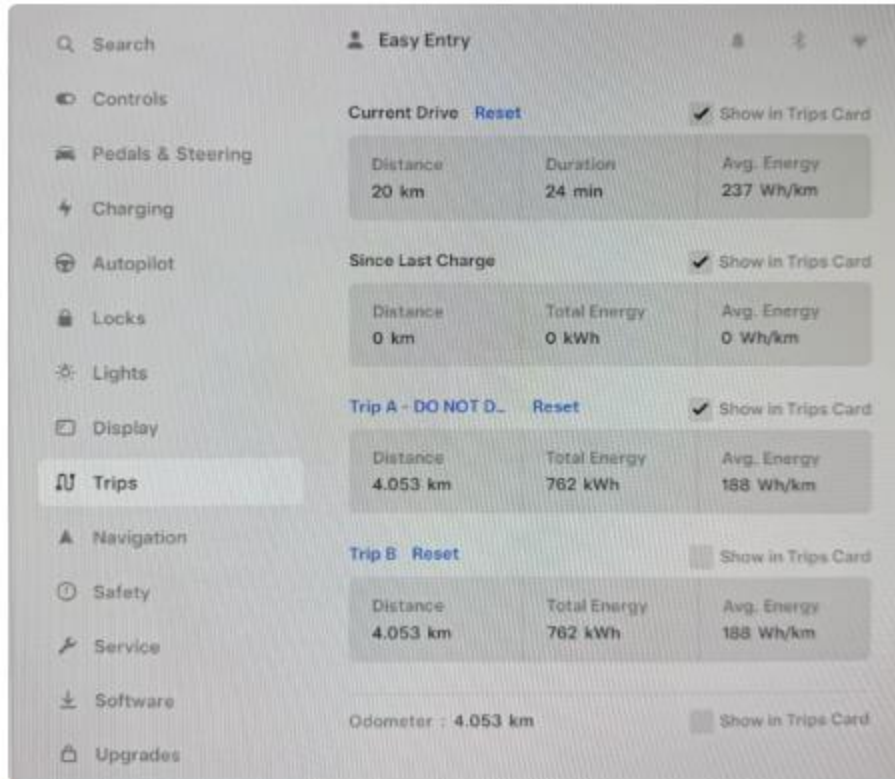 Search
Controls
Pedals & Steering
Charging
Autopilot
Locks
Lights
Display
Trips
Navigation
Safety
Service
Software
Upgrades
Easy Entry
Current Drive Reset Show in Trips Card
Distance Duration Avg. Energy
20 km 24 min 237 Wh/km
Since Last Charge Show in Trips Card
Distance Total Energy Avg. Energy
0 km 0 kWh 0 Wh/km
Trip A - DO NOT D... Reset Show in Trips Card
Distance Total Energy Avg. Energy
4.053 km 762 kWh 188 Wh/km
Trip B Reset Show in Trips Card
Distance Total Energy Avg. Energy
4.053 km 762 kWh 188 Wh/km
Odometer : 4.053 km Show in Trips Card